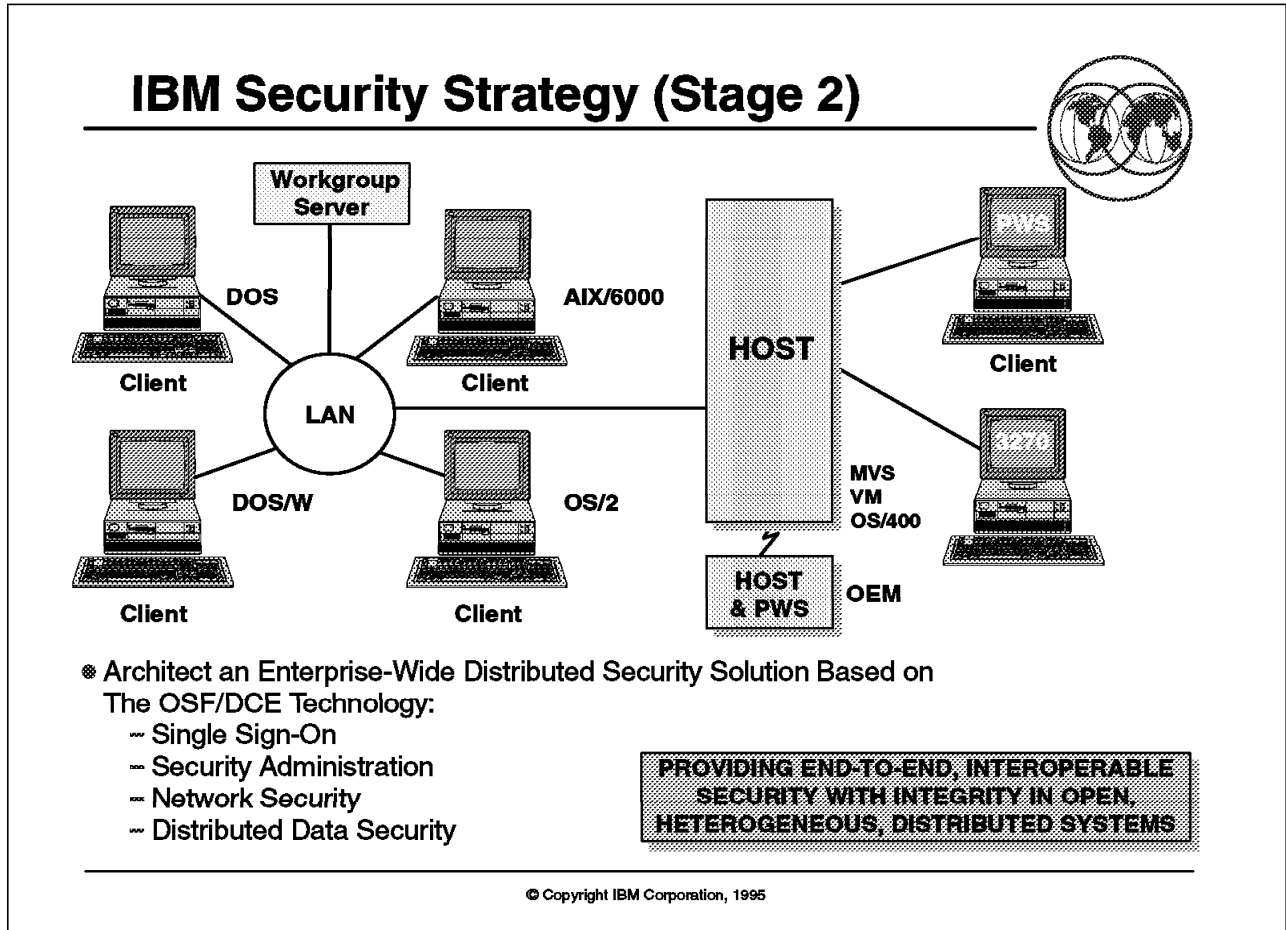 IBM Security Strategy (Stage 2)
Workgroup
Server
DOS
Client
AIX/6000
Client
LAN
DOS/W
Client
OS/2
Client
HOST
MVS
VM
OS/400
HOST
& PWS
OEM
PWS
Client
3270
Architect an Enterprise-Wide Distributed Security Solution Based on
The OSF/DCE Technology:
Single Sign-On
Security Administration
Network Security
Distributed Data Security
PROVIDING END-TO-END, INTEROPERABLE
SECURITY WITH INTEGRITY IN OPEN,
HETEROGENEOUS, DISTRIBUTED SYSTEMS
© Copyright IBM Corporation, 1995